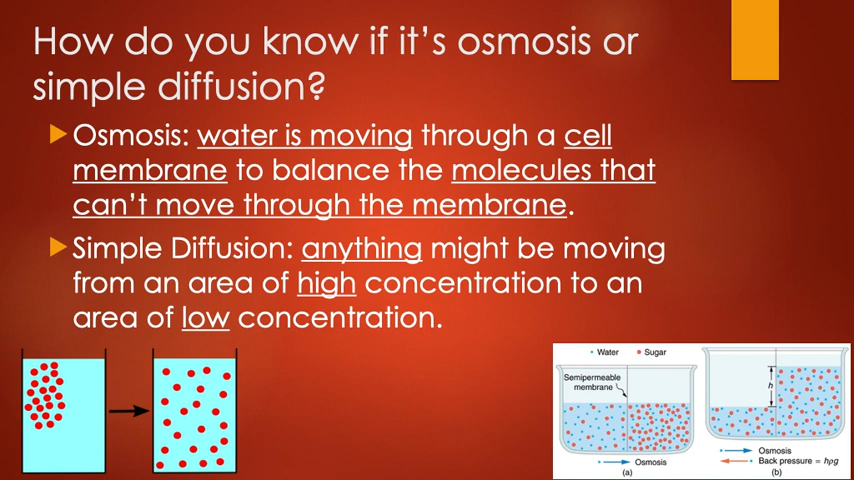 How do you know if it's osmosis or
simple diffusion?
Osmosis: water is moving through a cell
membrane to balance the molecules that
can't move through the membrane.
Simple Diffusion: anything might be moving
from an area of high concentration to an
area of low concentration.
Water Sugar
Semipermeable
membrane
Osmosis
(a)
h
Osmosis
Back pressure = hρg
(b)